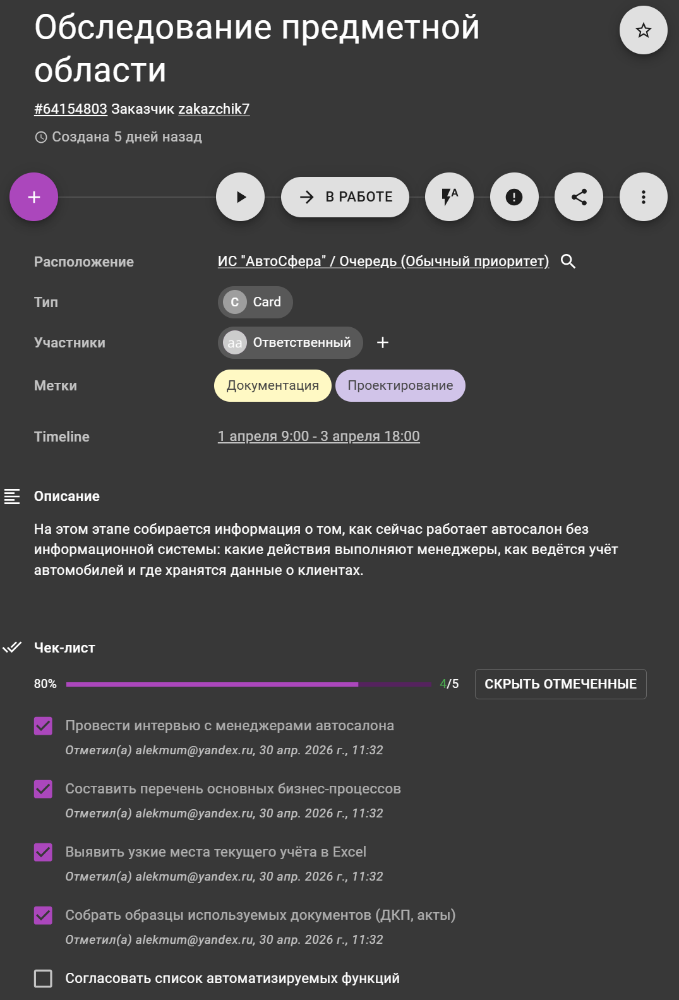 Обследование предметной
области
#64154803 Заказчик zakazchik7
Создана 5 дней назад
В РАБОТЕ
A
Расположение
ИС "АвтоСфера" / Очередь (Обычный приоритет)
Тип
C Card
Участники
aa Ответственный
Метки
Документация Проектирование
Timeline
1 апреля 9:00 - 3 апреля 18:00
Описание
На этом этапе собирается информация о том, как сейчас работает автосалон без
информационной системы: какие действия выполняют менеджеры, как ведётся учёт
автомобилей и где хранятся данные о клиентах.
Чек-лист
80% 4/5 СКРЫТЬ ОТМЕЧЕННЫЕ
Провести интервью с менеджерами автосалона
Отметил(а) alekmum@yandex.ru, 30 апр. 2026 г., 11:32
Составить перечень основных бизнес-процессов
Отметил(а) alekmum@yandex.ru, 30 апр. 2026 г., 11:32
Выявить узкие места текущего учёта в Excel
Отметил(а) alekmum@yandex.ru, 30 апр. 2026 г., 11:32
Собрать образцы используемых документов (ДКП, акты)
Отметил(а) alekmum@yandex.ru, 30 апр. 2026 г., 11:32
Согласовать список автоматизируемых функций